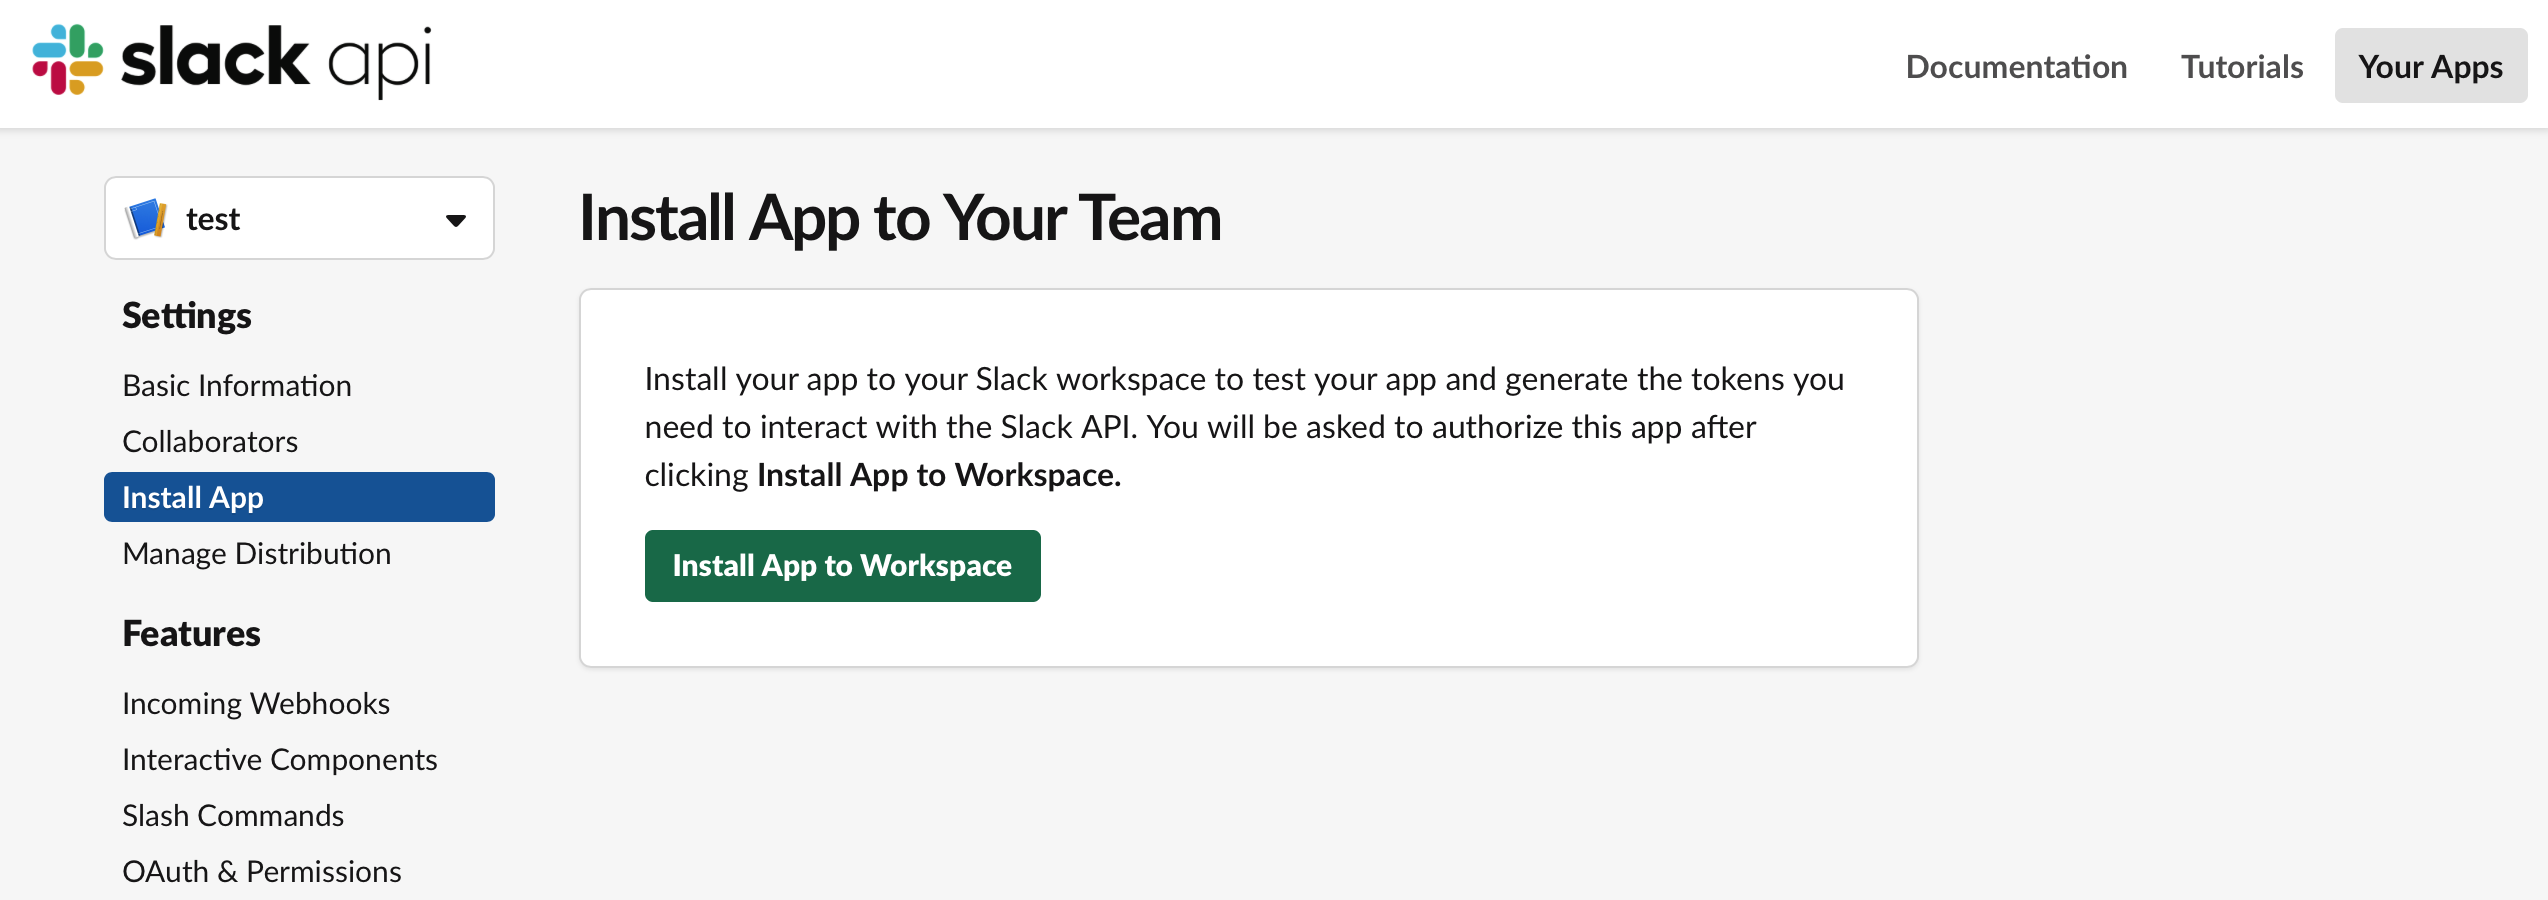 slack api
Documentation
Tutorials
Your Apps
test
Settings
Basic Information
Collaborators
Install App
Manage Distribution
Features
Incoming Webhooks
Interactive Components
Slash Commands
OAuth & Permissions
Install App to Your Team
Install your app to your Slack workspace to test your app and generate the tokens you
need to interact with the Slack API. You will be asked to authorize this app after
clicking Install App to Workspace.
Install App to Workspace